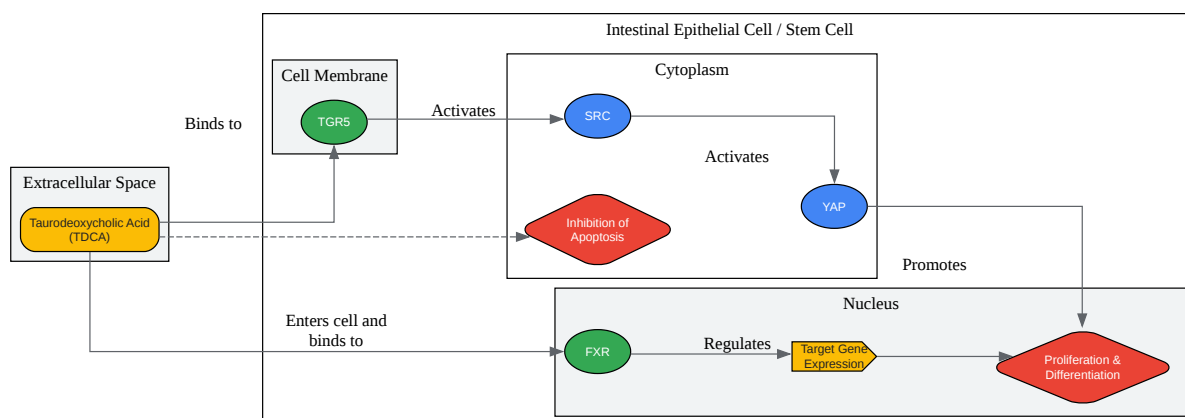 Intestinal Epithelial Cell / Stem Cell
Cell Membrane
TGR5
Activates
Cytoplasm
SRC
Binds to
Activates
Extracellular Space
Taurodeoxycholic Acid
(TDCA)
Inhibition of
Apoptosis
YAP
Promotes
Enters cell and
binds to
Nucleus
FXR
Regulates
Target Gene
Expression
Proliferation &
Differentiation